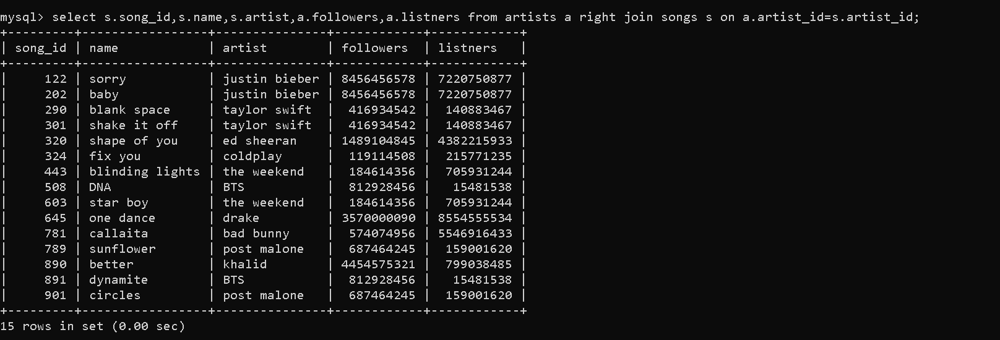 mysql> select s.song_id,s.name,s.artist,a.followers,a.listners from artists a right join songs s on a.artist_id=s.artist_id;
+---------+-----------------+---------------+------------+------------+
| song_id | name            | artist        | followers  | listners   |
+---------+-----------------+---------------+------------+------------+
|     122 | sorry           | justin bieber | 8456456578 | 7220750877 |
|     202 | baby            | justin bieber | 8456456578 | 7220750877 |
|     290 | blank space     | taylor swift  |  416934542 |  140883467 |
|     301 | shake it off    | taylor swift  |  416934542 |  140883467 |
|     320 | shape of you    | ed sheeran    | 1489104845 | 4382215933 |
|     324 | fix you         | coldplay      |  119114508 |  215771235 |
|     443 | blinding lights | the weekend   |  184614356 |  705931244 |
|     508 | DNA             | BTS           |  812928456 |   15481538 |
|     603 | star boy        | the weekend   |  184614356 |  705931244 |
|     645 | one dance       | drake         | 3570000090 | 8554555534 |
|     781 | callaita        | bad bunny     |  574074956 | 5546916433 |
|     789 | sunflower       | post malone   |  687464245 |  159001620 |
|     890 | better          | khalid        | 4454575321 |  799038485 |
|     891 | dynamite        | BTS           |  812928456 |   15481538 |
|     901 | circles         | post malone   |  687464245 |  159001620 |
+---------+-----------------+---------------+------------+------------+
15 rows in set (0.00 sec)